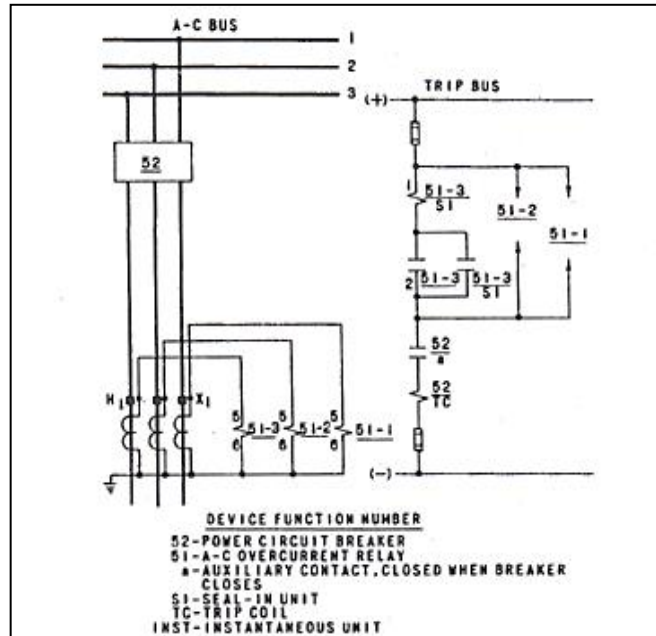 A-C BUS
1
2
3
(+)
TRIP BUS
52
1
51-3
SI
51-2
51-1
2
51-3
51-3
SI
52
a
52
TC
H1
X1
5
6
51-3
5
6
51-2
5
6
51-1
(-)
DEVICE FUNCTION NUMBER
52-POWER CIRCUIT BREAKER
51-A-C OVERCURRENT RELAY
a-AUXILIARY CONTACT, CLOSED WHEN BREAKER
CLOSES
SI-SEAL-IN UNIT
TC-TRIP COIL
INST-INSTANTANEOUS UNIT